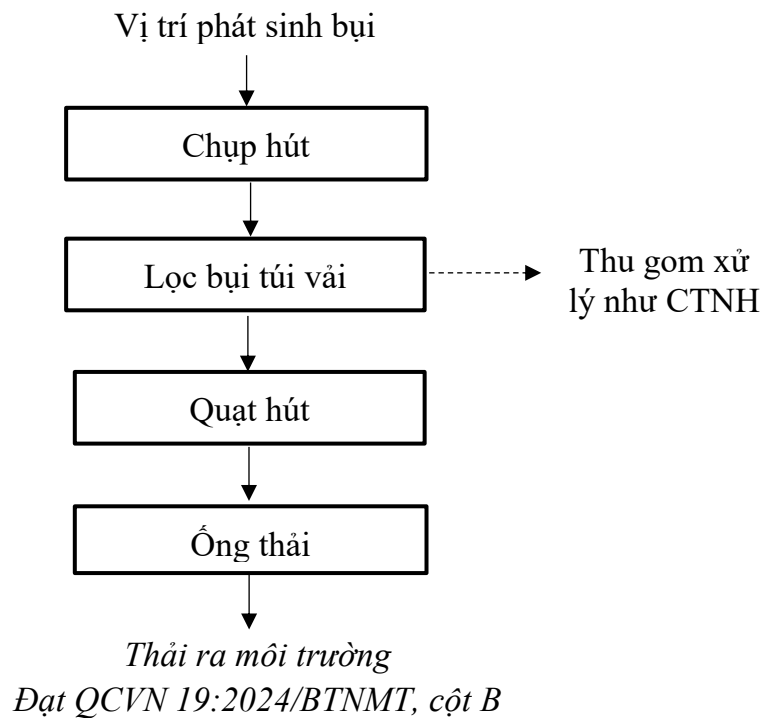 Vị trí phát sinh bụi
Chụp hút
Lọc bụi túi vải
Thu gom xử
lý như CTNH
Quạt hút
Ống thải
Thải ra môi trường
Đạt QCVN 19:2024/BTNMT, cột B